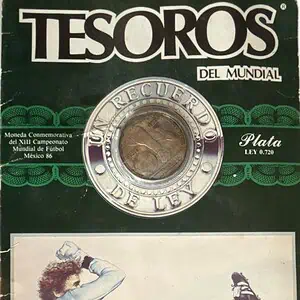 TESOROS
®
DEL MUNDIAL
UN RECUERDO
DE LEY
Moneda Conmemorativa
del XIII Campeonato
Mundial de Fútbol
México 86
Plata
LEY 0.720